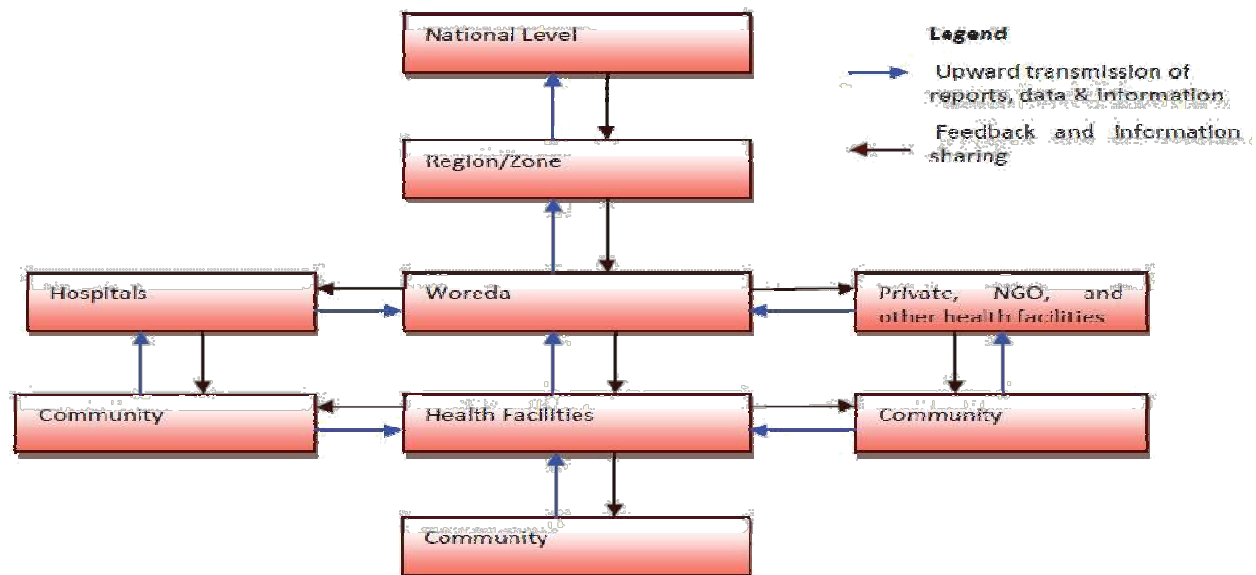 National Level
Legend
Upward transmission of
reports, data & information
Feedback and information
sharing
Region/Zone
Hospitals
Woreda
Private, NGO, and
other health facilities
Community
Health Facilities
Community
Community